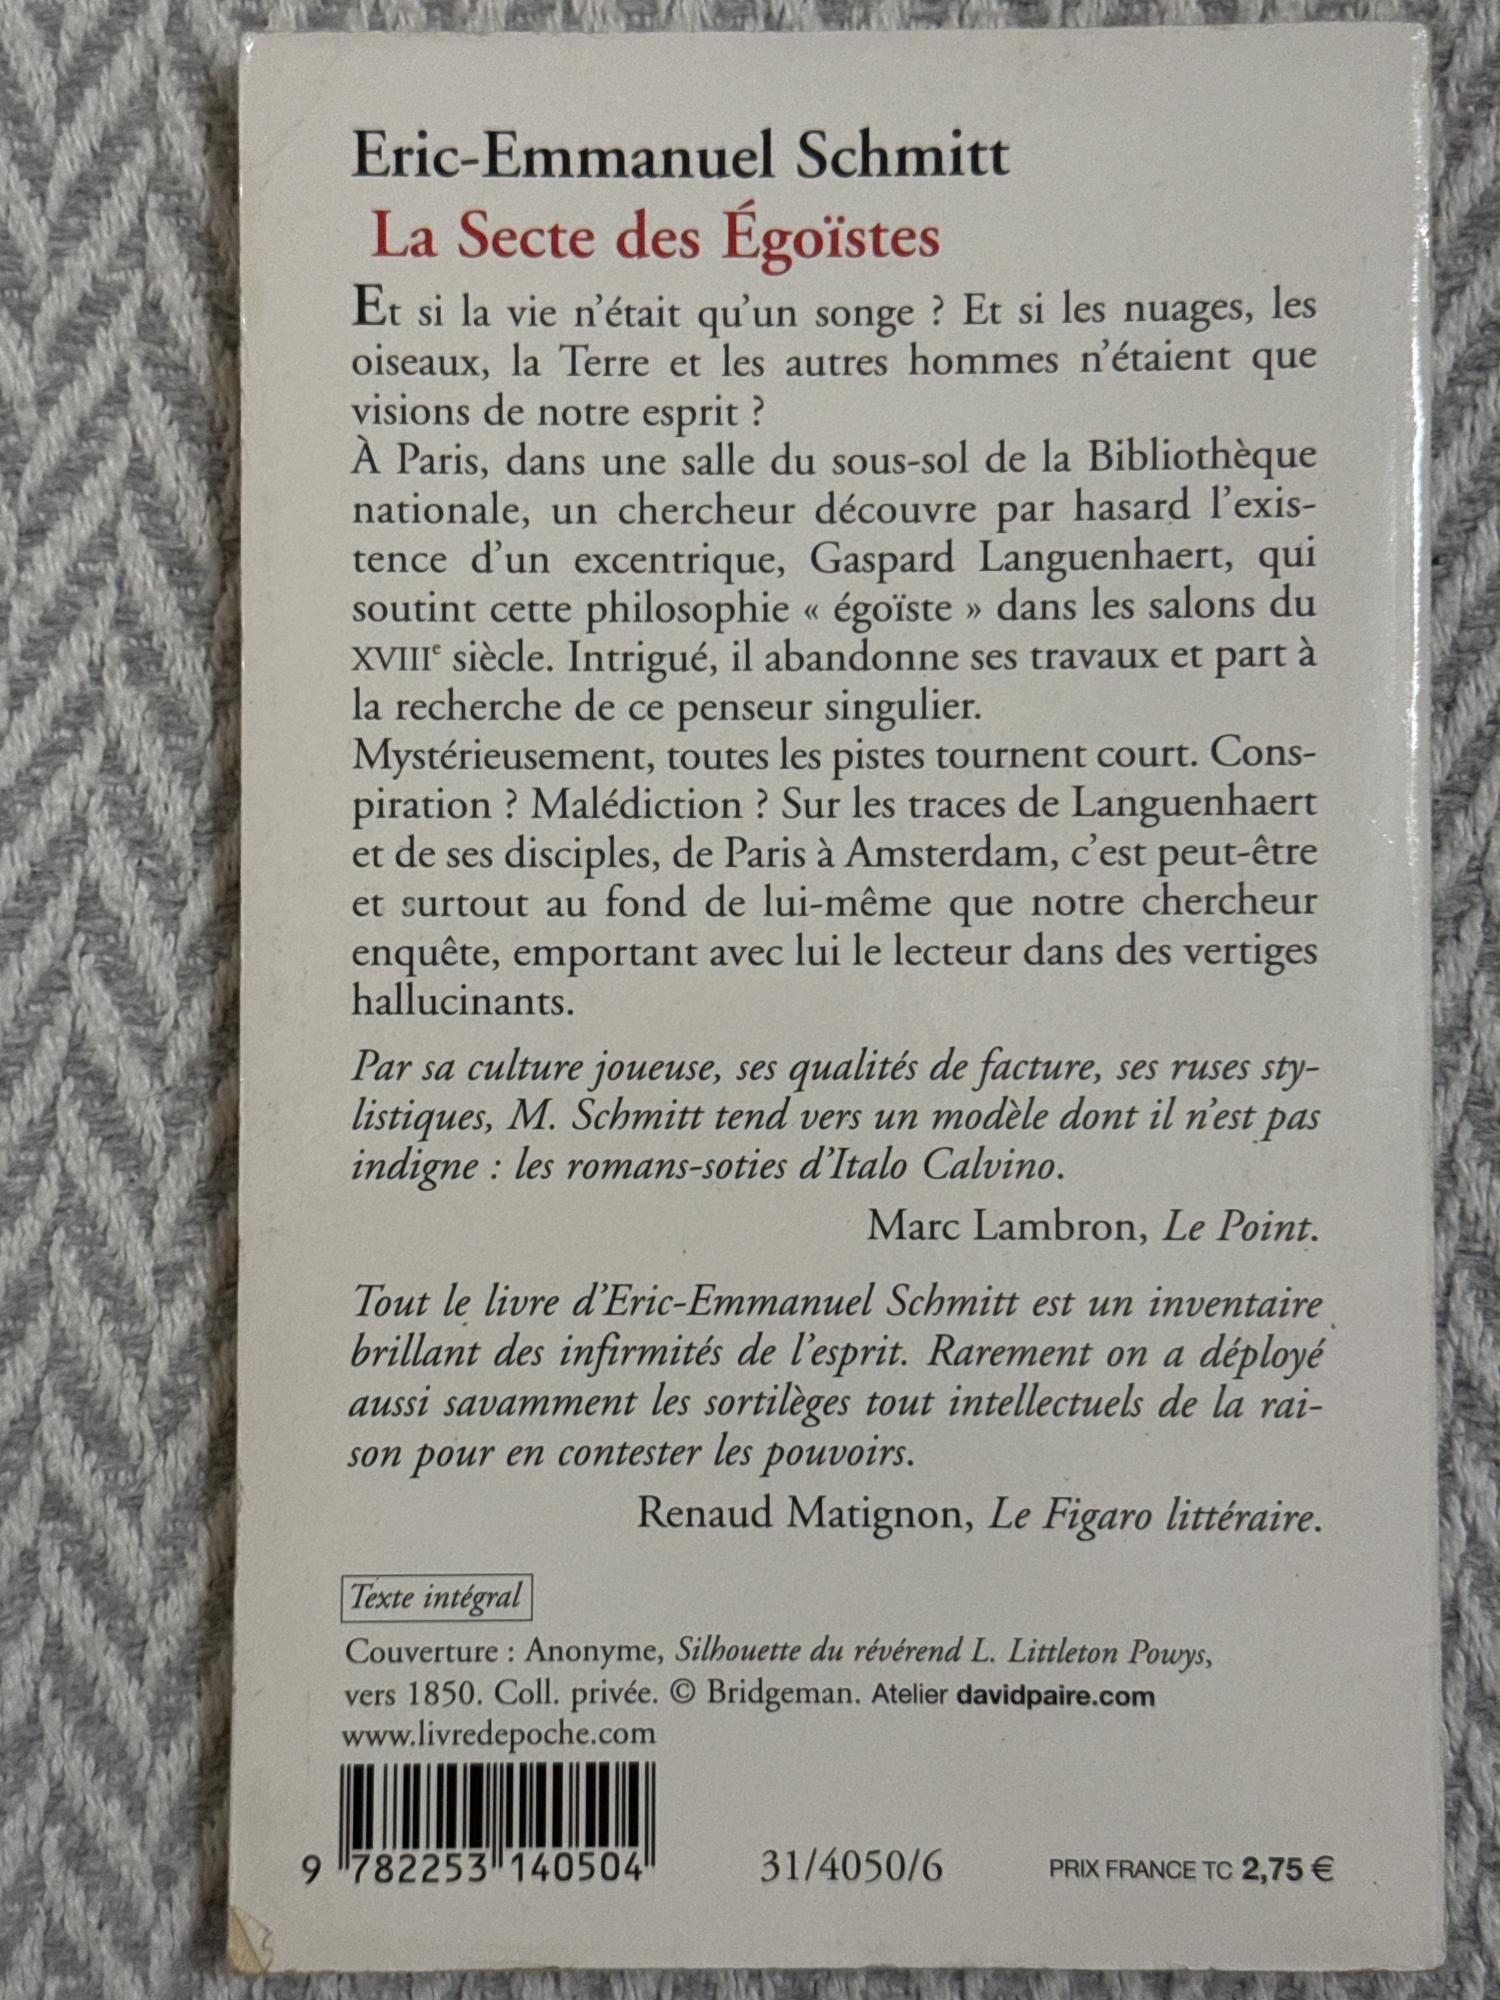 Eric-Emmanuel Schmitt
La Secte des Égoïstes
Et si la vie n'était qu'un songe ? Et si les nuages, les
oiseaux, la Terre et les autres hommes n'étaient que
visions de notre esprit ?
À Paris, dans une salle du sous-sol de la Bibliothèque
nationale, un chercheur découvre par hasard l'exis-
tence d'un excentrique, Gaspard Languenhaert, qui
soutint cette philosophie « égoïste » dans les salons du
XVIIIe siècle. Intrigué, il abandonne ses travaux et part à
la recherche de ce penseur singulier.
Mystérieusement, toutes les pistes tournent court. Cons-
piration ? Malédiction ? Sur les traces de Languenhaert
et de ses disciples, de Paris à Amsterdam, c'est peut-être
et surtout au fond de lui-même que notre chercheur
enquête, emportant avec lui le lecteur dans des vertiges
hallucinants.
Par sa culture joueuse, ses qualités de facture, ses ruses sty-
listiques, M. Schmitt tend vers un modèle dont il n'est pas
indigne : les romans-soties d'Italo Calvino.
Marc Lambron, Le Point.
Tout le livre d'Eric-Emmanuel Schmitt est un inventaire
brillant des infirmités de l'esprit. Rarement on a déployé
aussi savamment les sortilèges tout intellectuels de la rai-
son pour en contester les pouvoirs.
Renaud Matignon, Le Figaro littéraire.
Texte intégral
Couverture : Anonyme, Silhouette du révérend L. Littleton Powys,
vers 1850. Coll. privée. © Bridgeman. Atelier davidpaire.com
www.livredepoche.com
9 782253 140504
31/4050/6
PRIX FRANCE TC 2,75 €